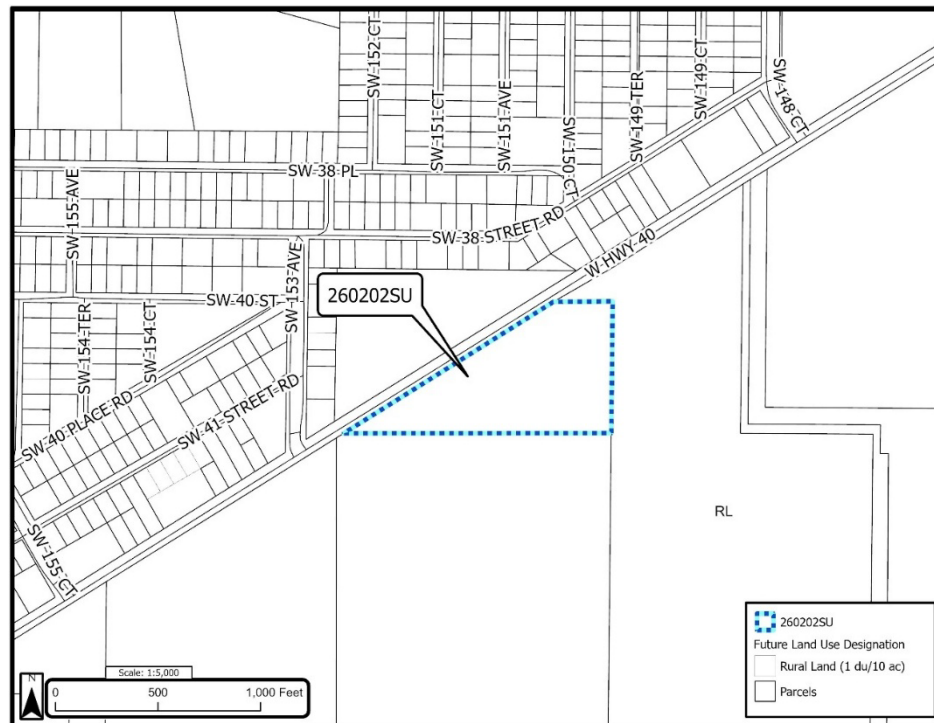 SW 152 CT
SW 151 CT
SW 151 AVE
SW 150 CT
SW 149 TER
SW 149 CT
SW 148 CT
SW 38 PL
SW 155 AVE
SW 38 STREET RD
W HWY 40
SW 153 AVE
SW 40 ST
260202SU
SW 154 TER
SW 154 CT
SW 40 PLACE RD
SW 41 STREET RD
SW 155 CT
RL
260202SU
Future Land Use Designation
Rural Land (1 du/10 ac)
Parcels
Scale: 1:5,000
N
0 500 1,000 Feet